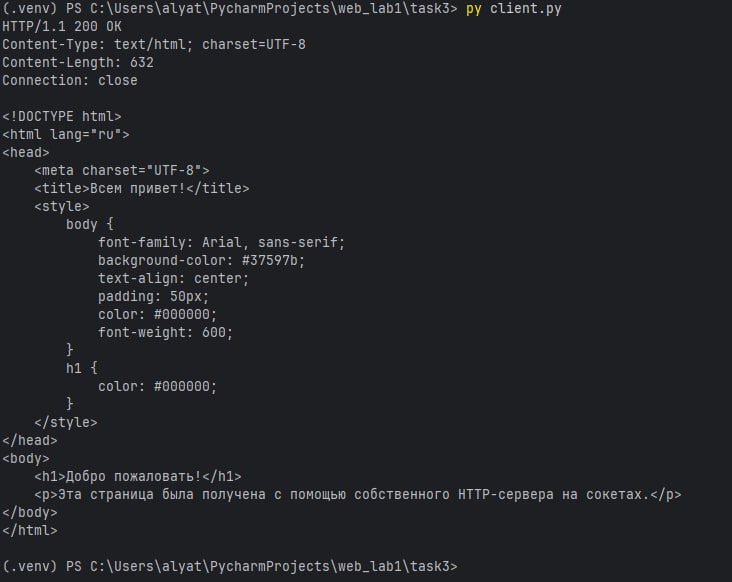 (.venv) PS C:\Users\alyat\PycharmProjects\web_lab1\task3> py client.py
HTTP/1.1 200 OK
Content-Type: text/html; charset=UTF-8
Content-Length: 632
Connection: close

<!DOCTYPE html>
<html lang="ru">
<head>
    <meta charset="UTF-8">
    <title>Всем привет!</title>
    <style>
        body {
            font-family: Arial, sans-serif;
            background-color: #37597b;
            text-align: center;
            padding: 50px;
            color: #000000;
            font-weight: 600;
        }
        h1 {
            color: #000000;
        }
    </style>
</head>
<body>
    <h1>Добро пожаловать!</h1>
    <p>Эта страница была получена с помощью собственного HTTP-сервера на сокетах.</p>
</body>
</html>

(.venv) PS C:\Users\alyat\PycharmProjects\web_lab1\task3>